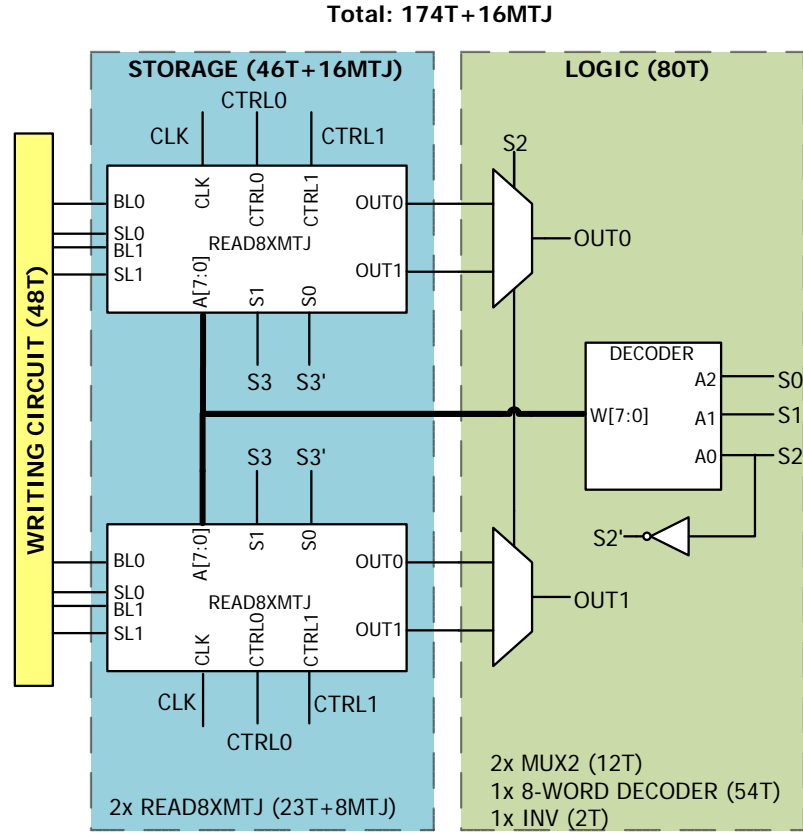 Total: 174T+16MTJ
STORAGE (46T+16MTJ)
LOGIC (80T)
CTRL0
CLK
CTRL1
S2
BL0
CLK
CTRL0
CTRL1
OUT0
SL0
BL1
READ8XMTJ
OUT0
SL1
A[7:0]
S1
S0
OUT1
WRITING CIRCUIT (48T)
S3
S3'
DECODER
A2
S0
W[7:0]
A1
S1
S3
S3'
A0
S2
A[7:0]
S1
S0
S2'
BL0
OUT0
SL0
BL1
READ8XMTJ
OUT1
SL1
CLK
CTRL0
CTRL1
OUT1
CLK
CTRL1
CTRL0
2x READ8XMTJ (23T+8MTJ)
2x MUX2 (12T)
1x 8-WORD DECODER (54T)
1x INV (2T)